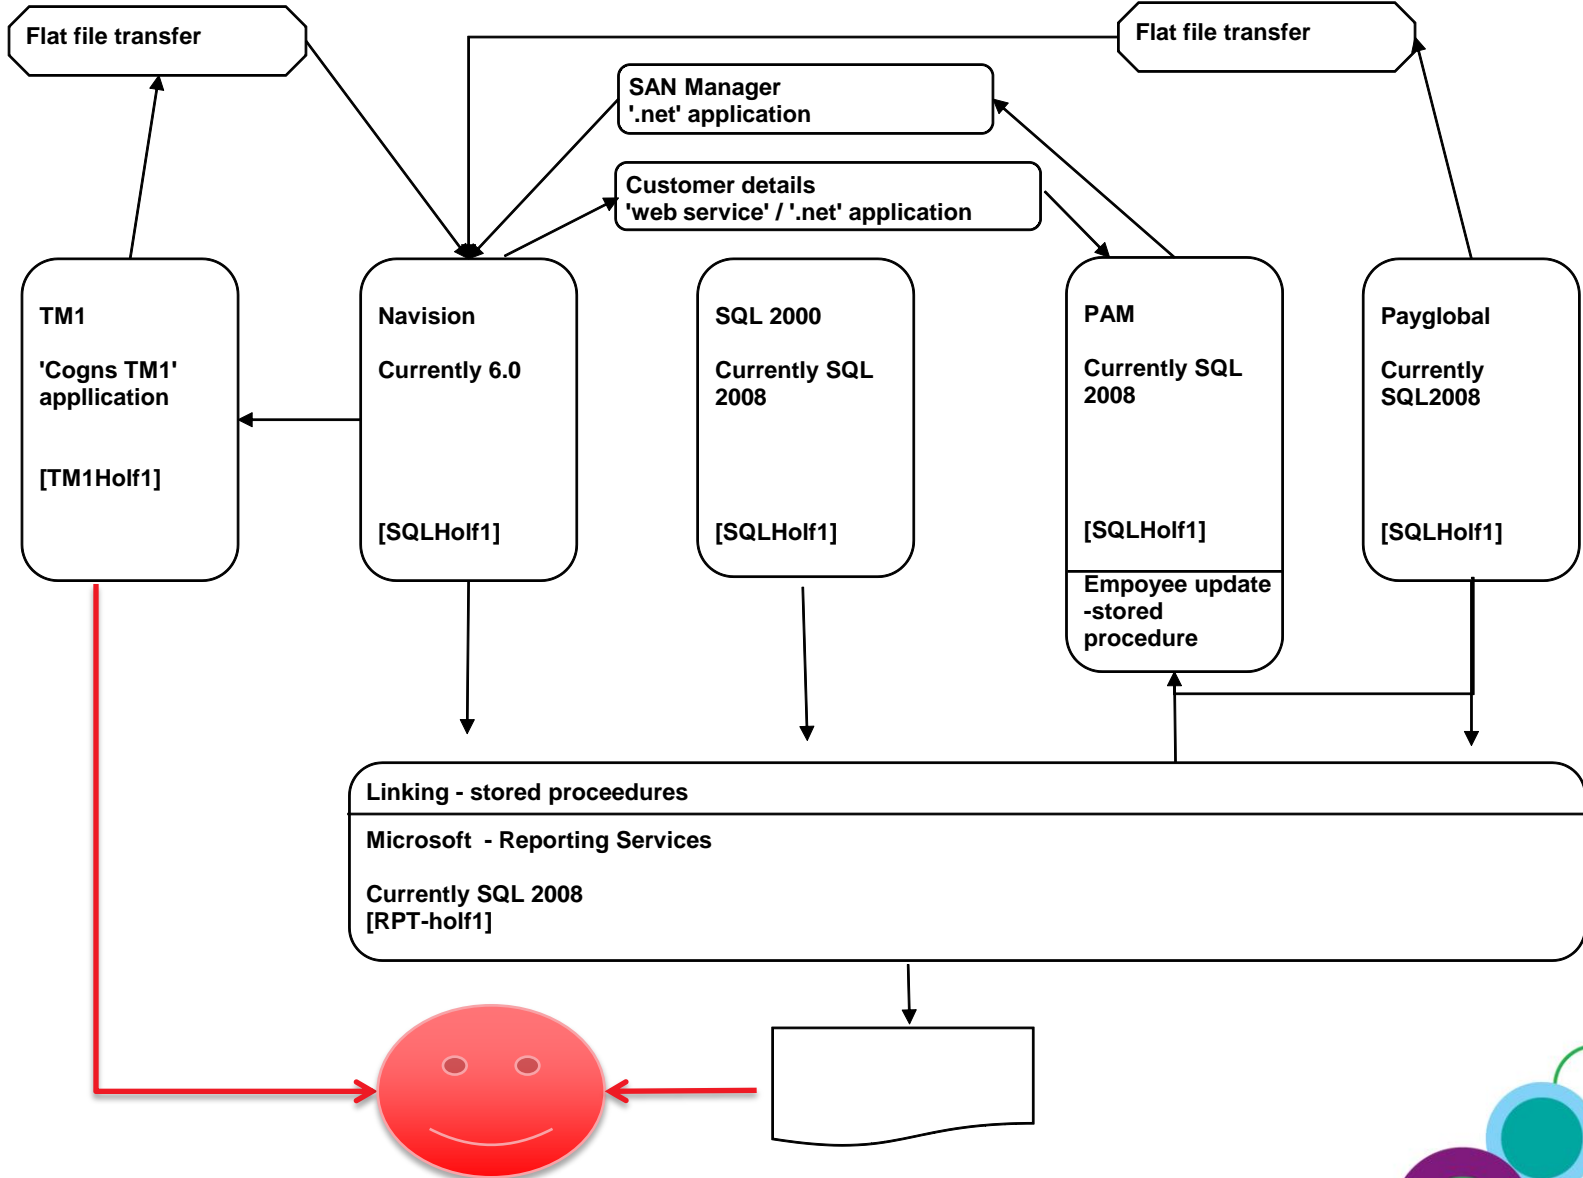 Flat file transfer
Flat file transfer
SAN Manager
'.net' application
Customer details
'web service' / '.net' application
TM1
'Cogns TM1'
appllication
[TM1Holf1]
Navision
Currently 6.0
[SQLHolf1]
SQL 2000
Currently SQL
2008
[SQLHolf1]
PAM
Currently SQL
2008
[SQLHolf1]
Empoyee update
-stored
procedure
Payglobal
Currently
SQL2008
[SQLHolf1]
Linking - stored proceedures
Microsoft  - Reporting Services
Currently SQL 2008
[RPT-holf1]